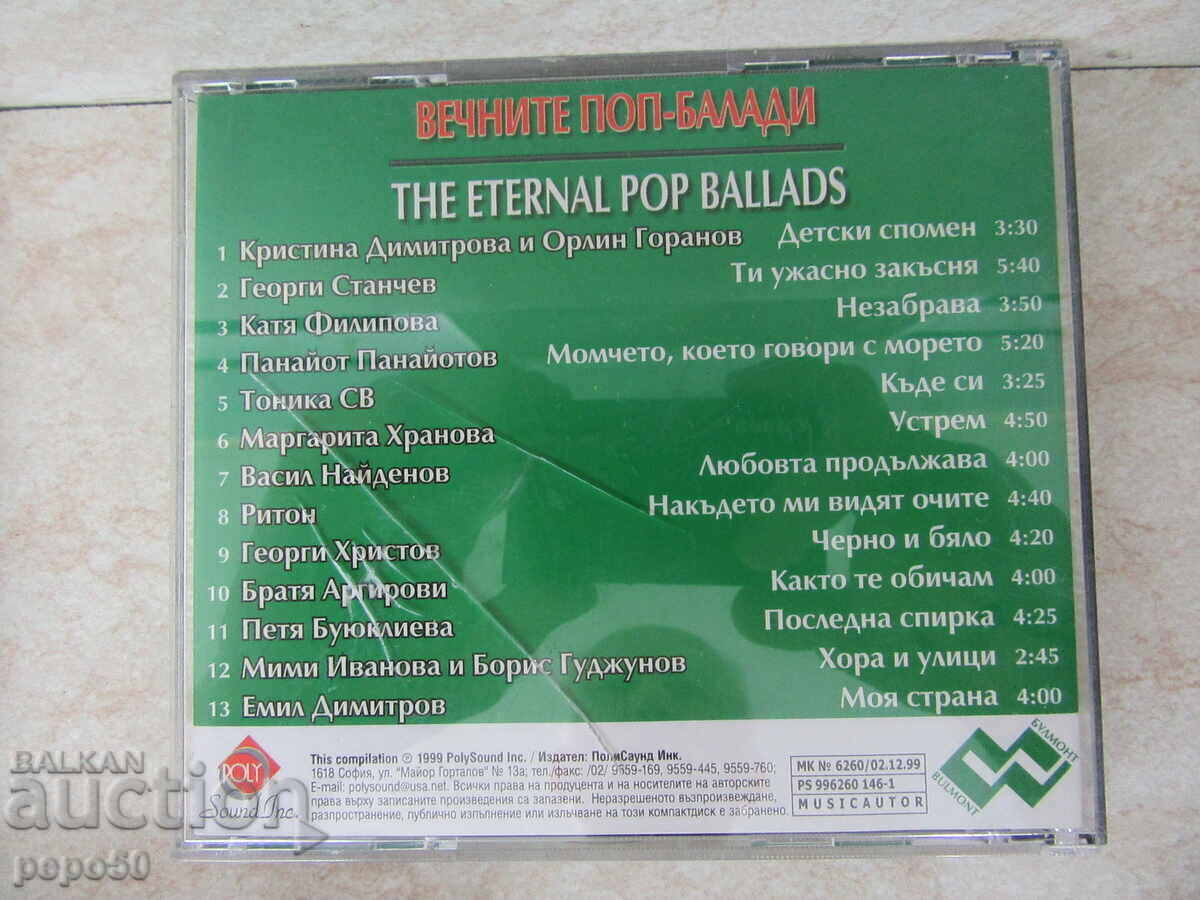 ВЕЧНИТЕ ПОП-БАЛАДИ
THE ETERNAL POP BALLADS
1 Кристина Димитрова и Орлин Горанов Детски спомен 3:30
2 Георги Станчев Ти ужасно закъсня 5:40
3 Катя Филипова Незабрава 3:50
4 Панайот Панайотов Момчето, което говори с морето 5:20
5 Тоника СВ Къде си 3:25
6 Маргарита Хранова Устрем 4:50
7 Васил Найденов Любовта продължава 4:00
8 Ритон Накъдето ми видят очите 4:40
9 Георги Христов Черно и бяло 4:20
10 Братя Аргирови Както те обичам 4:00
11 Петя Буюклиева Последна спирка 4:25
12 Мими Иванова и Борис Гуджунов Хора и улици 2:45
13 Емил Димитров Моя страна 4:00
POLY
Sound Inc.
This compilation © 1999 PolySound Inc. / Издател: ПолиСаунд Инк.
1618 София, ул. "Майор Горталов" № 13а; тел./факс: /02/ 9559-169, 9559-445, 9559-760;
E-mail: polysound@usa.net. Всички права на продуцента и на носителите на авторските
права върху записаните произведения са запазени. Неразрешеното възпроизвеждане,
разпространение, публично изпълнение или излъчване на този компактдиск е забранено.
МК № 6260/02.12.99
PS 996260 146-1
MUSICAUTOR
БУЛМОНТ
BULMONT
BALKAN
auction
pepo50